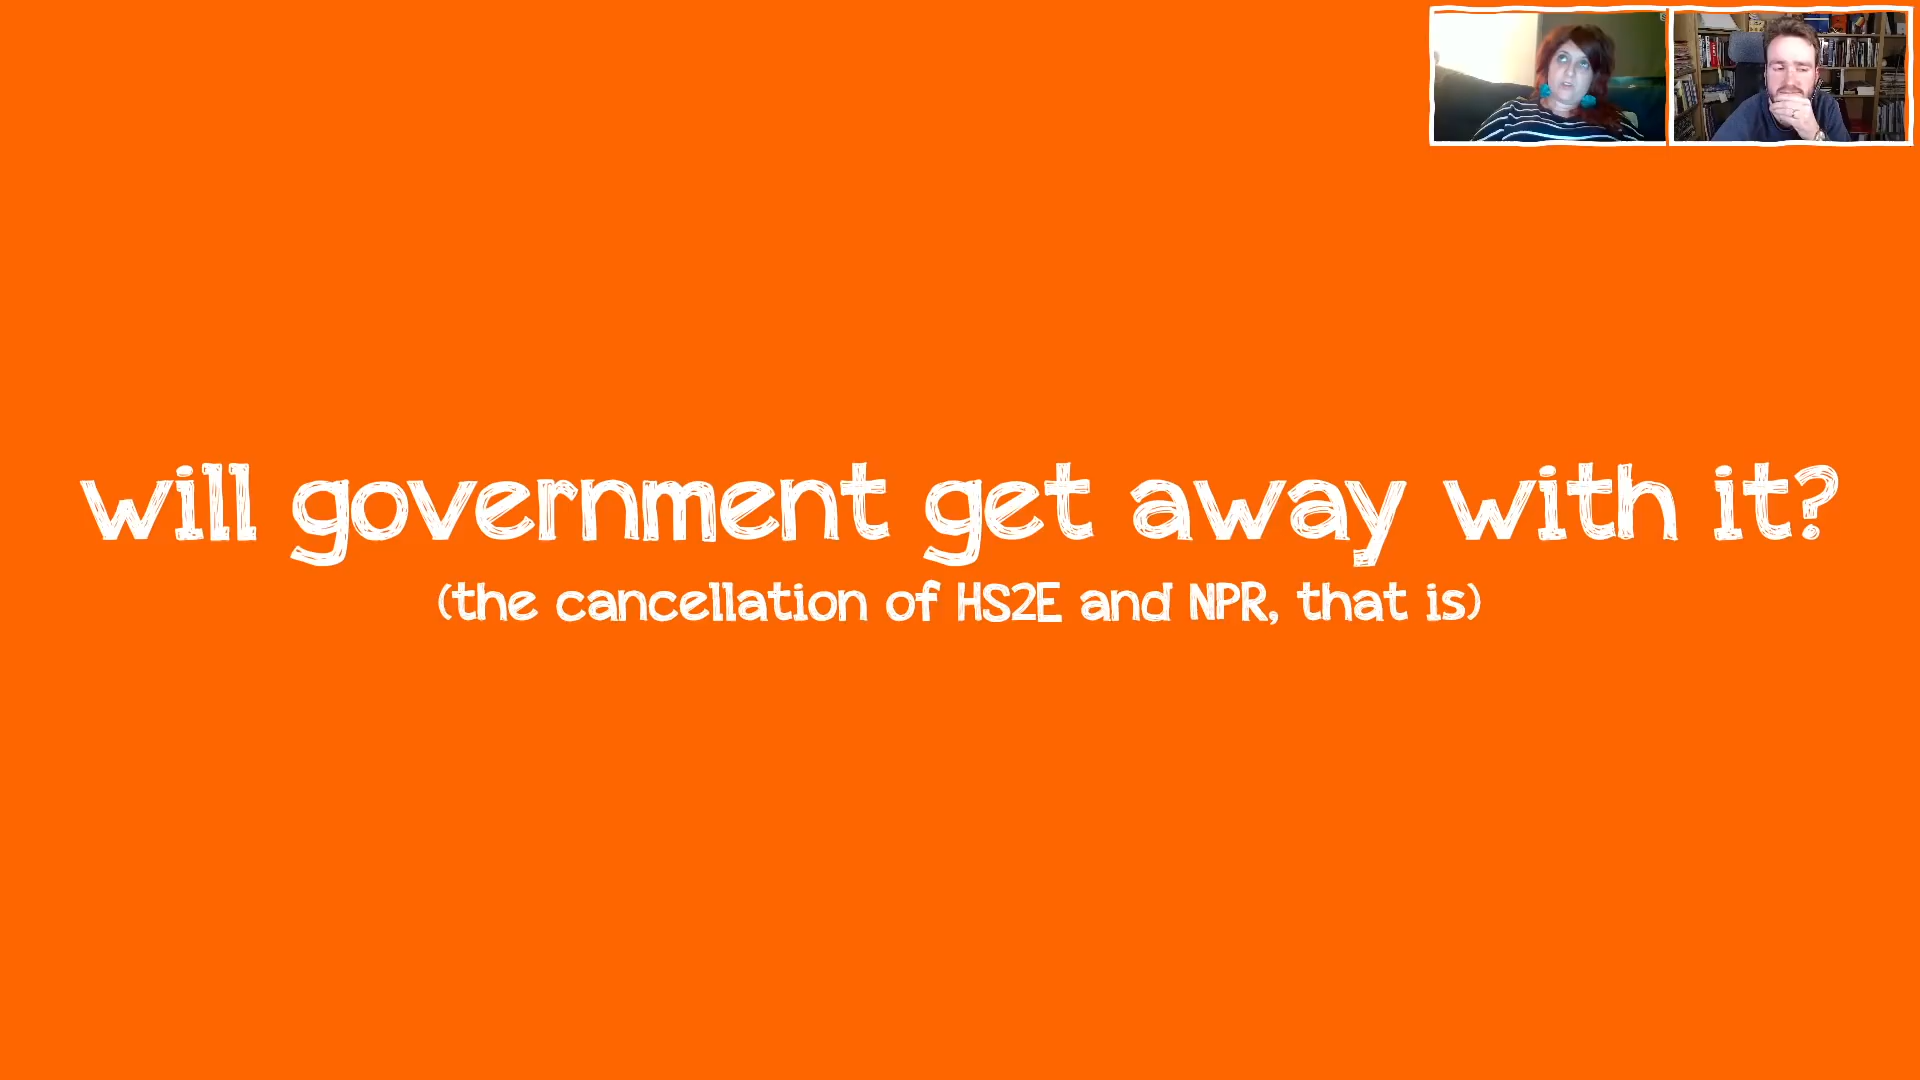 will government get away with it?
(the cancellation of HS2E and NPR, that is)